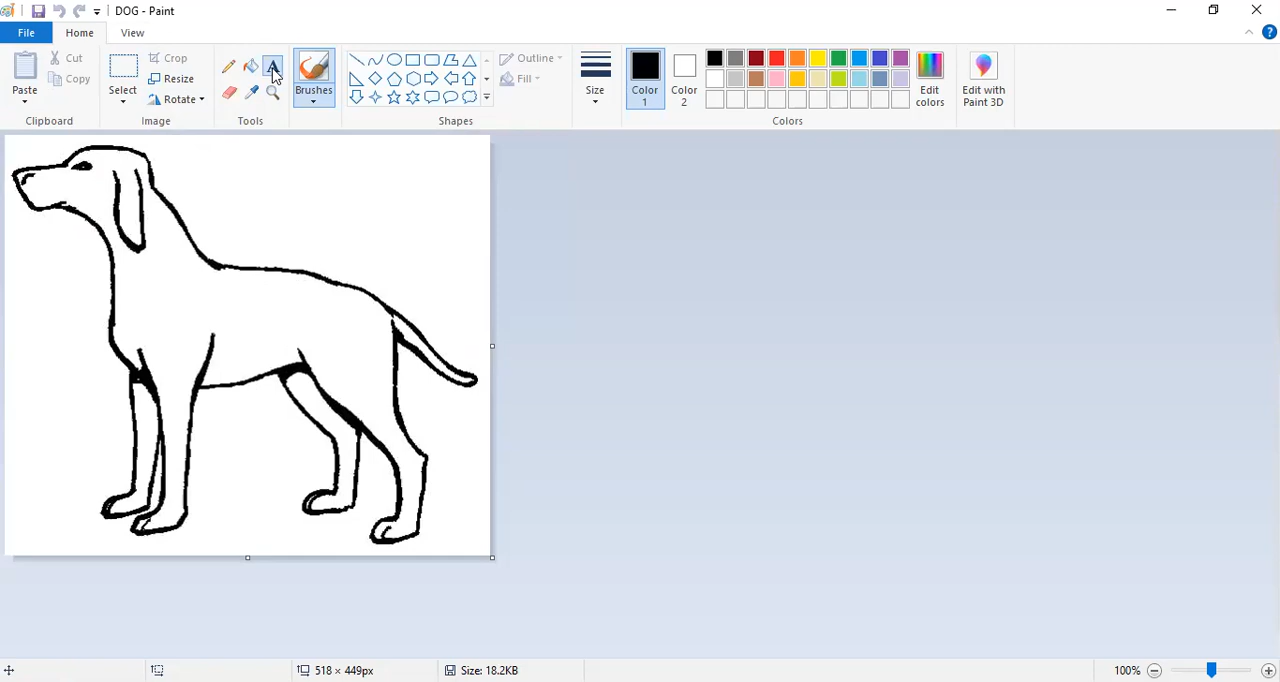 DOG - Paint
File Home View
Paste Cut Copy Clipboard
Select Crop Resize Rotate Image
A
Tools
Brushes
Outline Fill Shapes
Size
Color 1 Color 2 Edit colors Colors
Edit with Paint 3D
518 × 449px Size: 18.2KB 100%